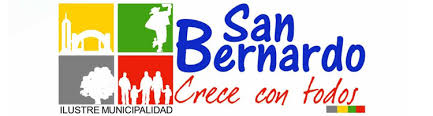 San
Bernardo
Crece con todos
ILUSTRE MUNICIPALIDAD